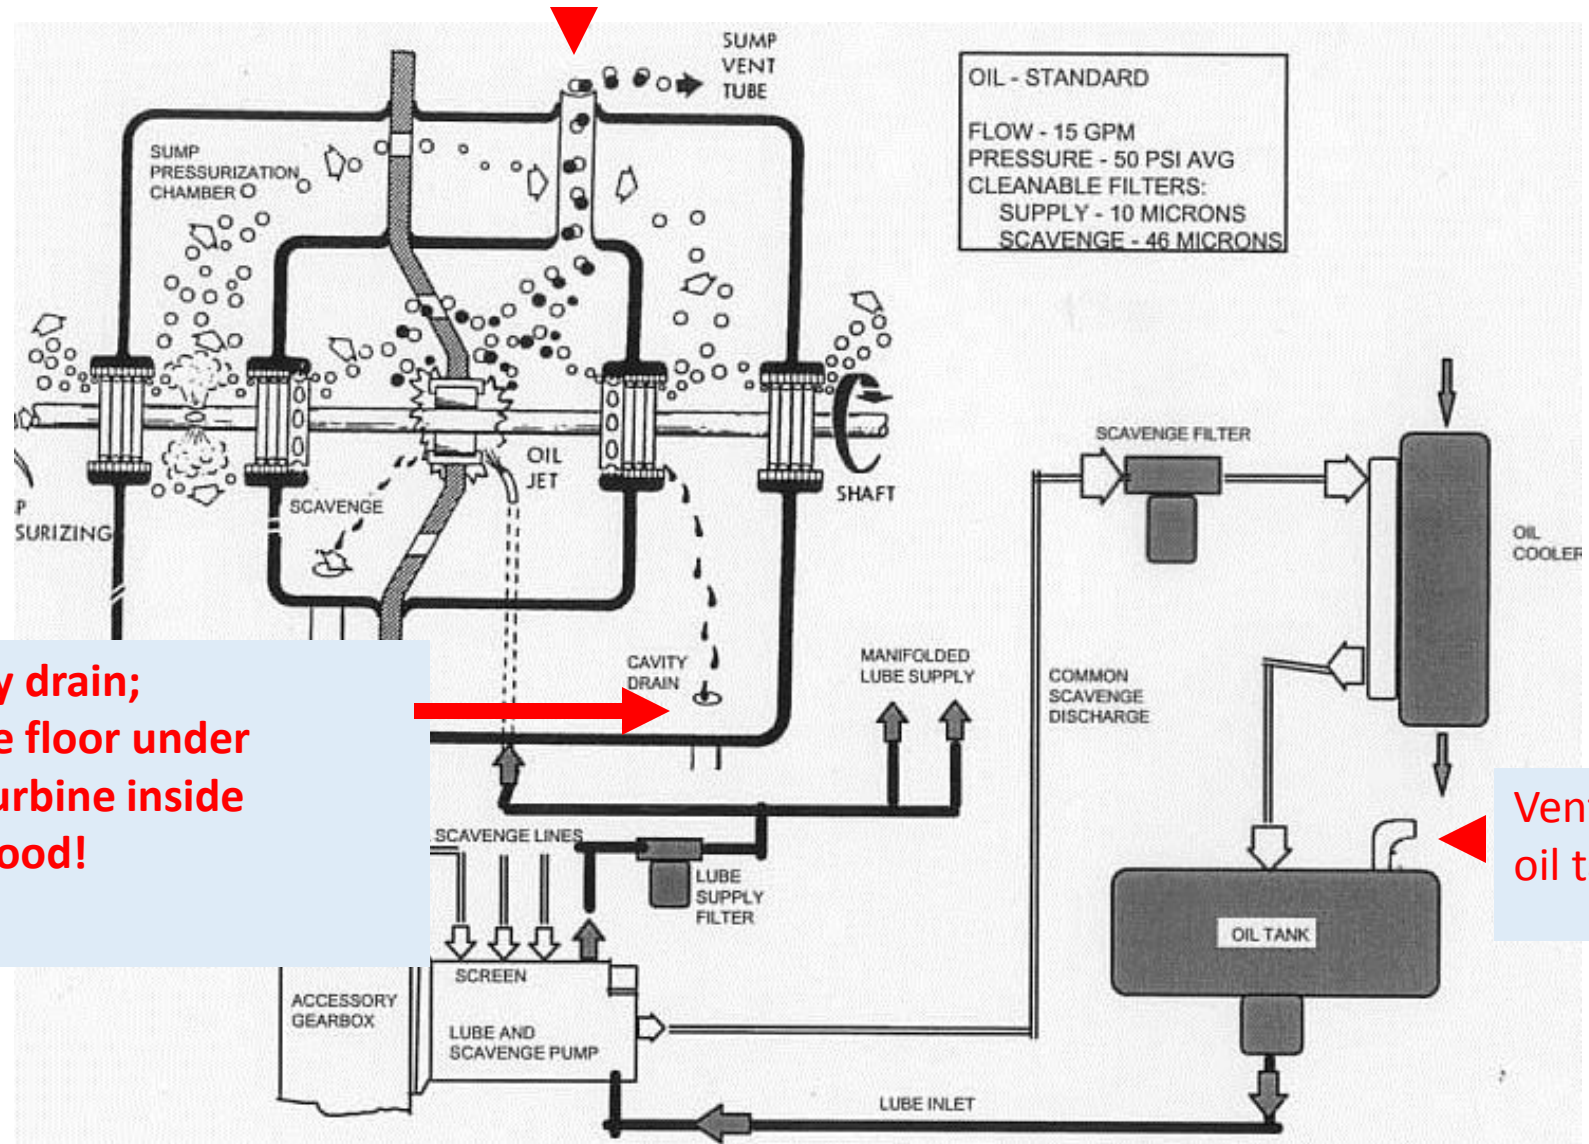 SUMP
VENT
TUBE
OIL - STANDARD
FLOW - 15 GPM
PRESSURE - 50 PSI AVG
CLEANABLE FILTERS:
SUPPLY - 10 MICRONS
SCAVENGE - 46 MICRONS
SUMP
PRESSURIZATION
CHAMBER
OIL
JET
SHAFT
SCAVENGE
SURIZING
SCAVENGE FILTER
OIL
COOLER
CAVITY
DRAIN
MANIFOLDED
LUBE SUPPLY
COMMON
SCAVENGE
DISCHARGE
drain;
floor under
inside
SCAVENGE LINES
LUBE
SUPPLY
FILTER
Vent
oil
OIL TANK
SCREEN
ACCESSORY
GEARBOX
LUBE AND
SCAVENGE PUMP
LUBE INLET